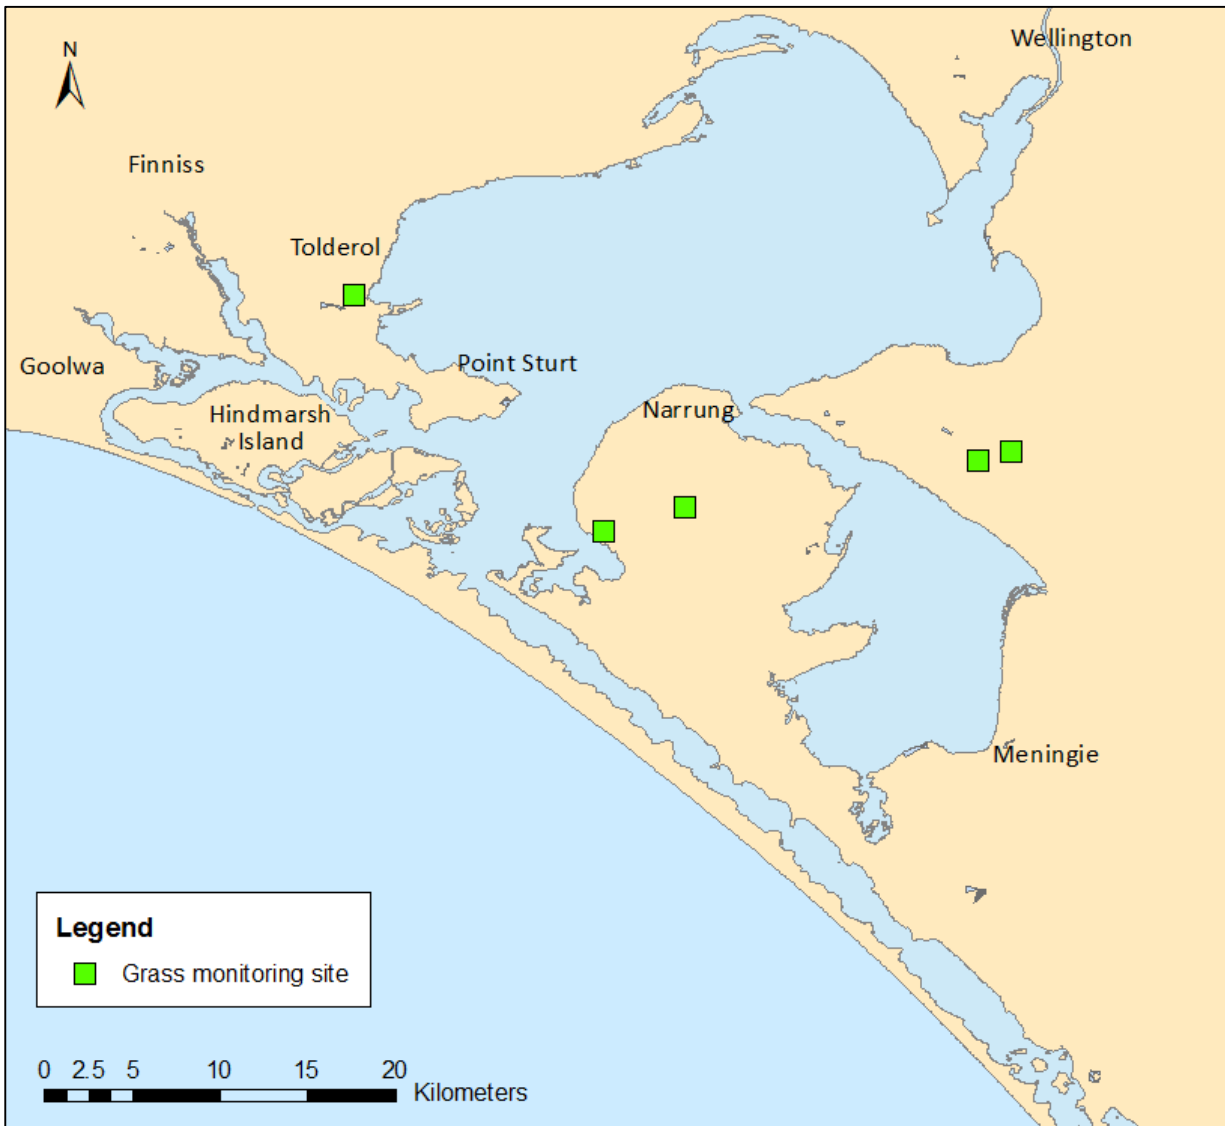 Wellington
N
Finniss
Tolderol
Goolwa
Point Sturt
Hindmarsh
Island
Narrung
Meningie
Legend
Grass monitoring site
0 2.5 5 10 15 20
Kilometers